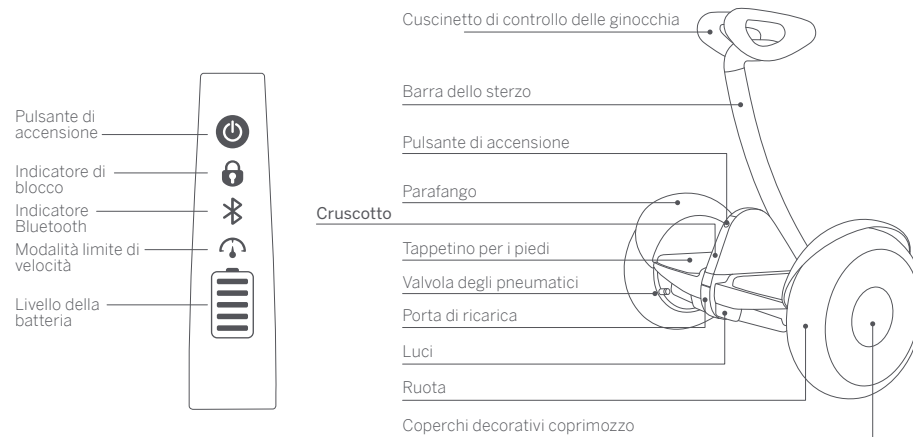 Pulsante di
accensione
Indicatore di
blocco
Indicatore
Bluetooth
Modalità limite di
velocità
Livello della
batteria
Cuscinetto di controllo delle ginocchia
Barra dello sterzo
Pulsante di accensione
Parafango
Cruscotto
Tappetino per i piedi
Valvola degli pneumatici
Porta di ricarica
Luci
Ruota
Coperchi decorativi coprimozzo